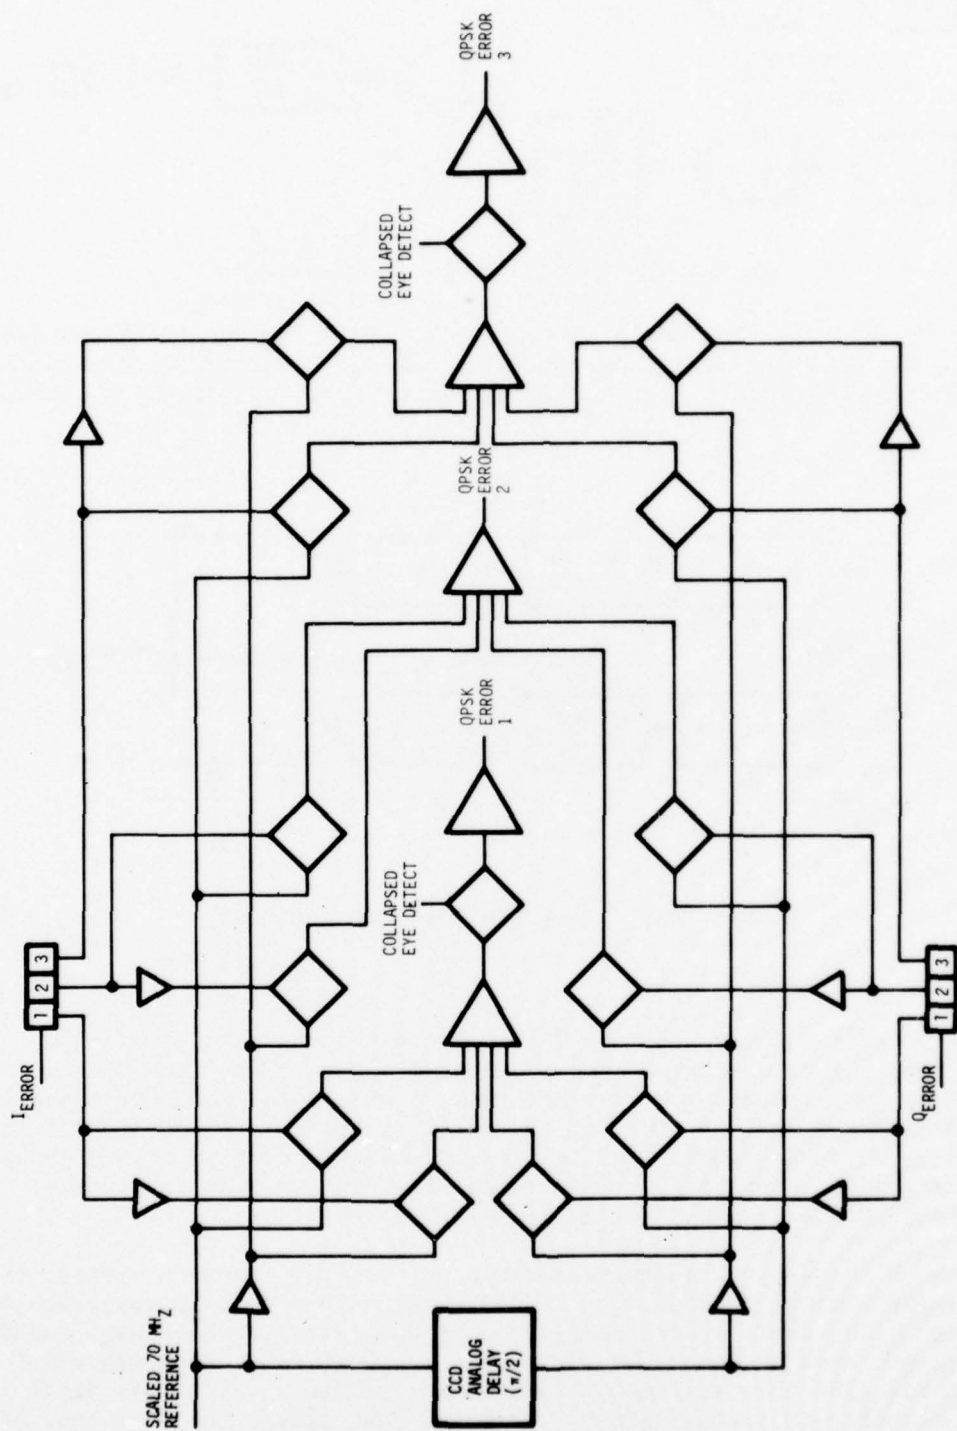 I ERROR
1 2 3
SCALED 70 MHZ
REFERENCE
CCD
ANALOG
DELAY
(π/2)
COLLAPSED
EYE DETECT
QPSK
ERROR
1
QPSK
ERROR
2
COLLAPSED
EYE DETECT
QPSK
ERROR
3
Q ERROR
1 2 3